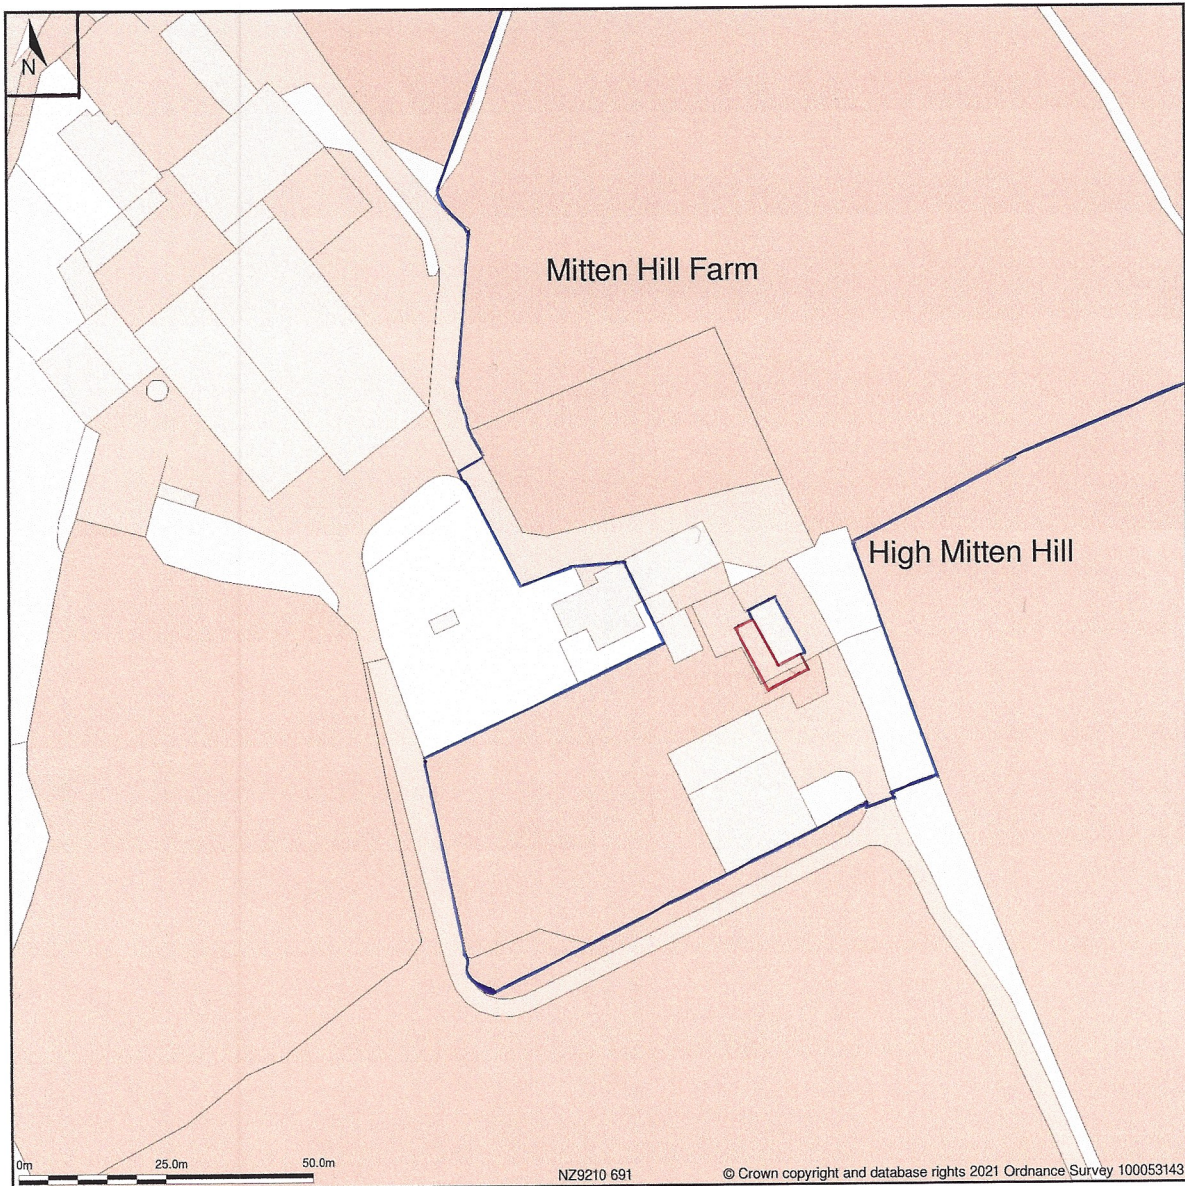 N
Mitten Hill Farm
High Mitten Hill
0m 25.0m 50.0m
NZ9210 691
© Crown copyright and database rights 2021 Ordnance Survey 100053143